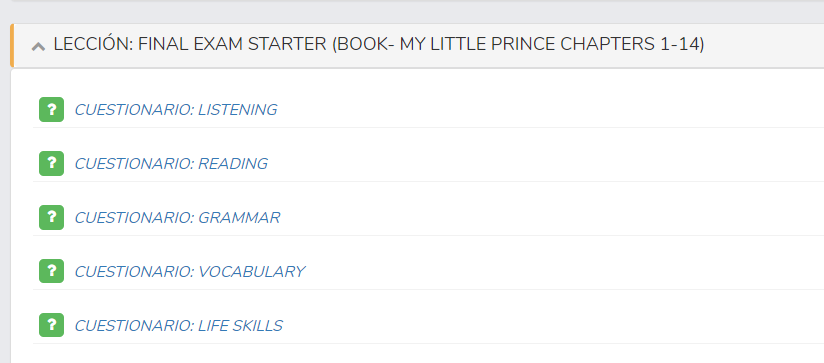 LECCIÓN: FINAL EXAM STARTER (BOOK- MY LITTLE PRINCE CHAPTERS 1-14)
? CUESTIONARIO: LISTENING
? CUESTIONARIO: READING
? CUESTIONARIO: GRAMMAR
? CUESTIONARIO: VOCABULARY
? CUESTIONARIO: LIFE SKILLS